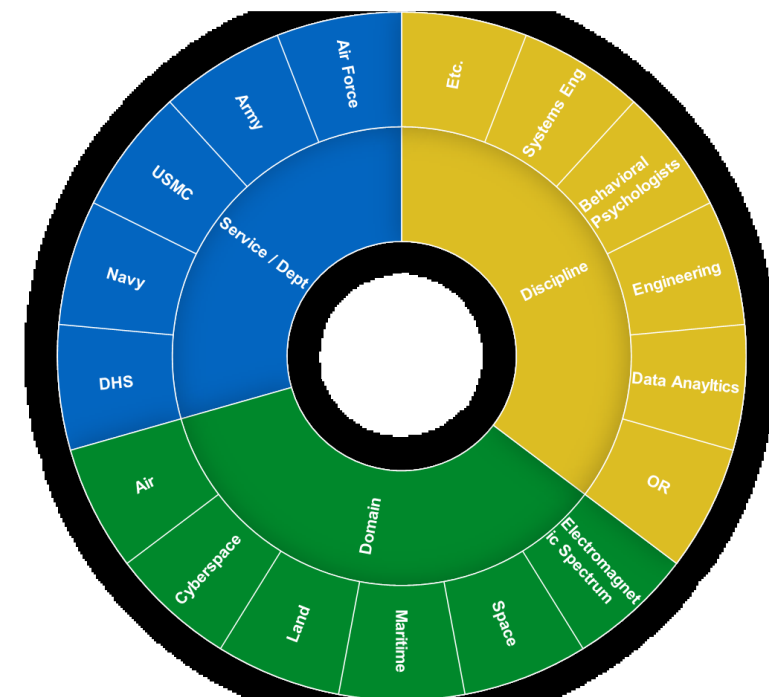 Etc.
Systems Eng
Behavioral
Psychologists
Engineering
Data Anayltics
OR
Discipline
Electromagnet
ic Spectrum
Space
Maritime
Land
Cyberspace
Air
Domain
DHS
Navy
USMC
Army
Air Force
Service / Dept